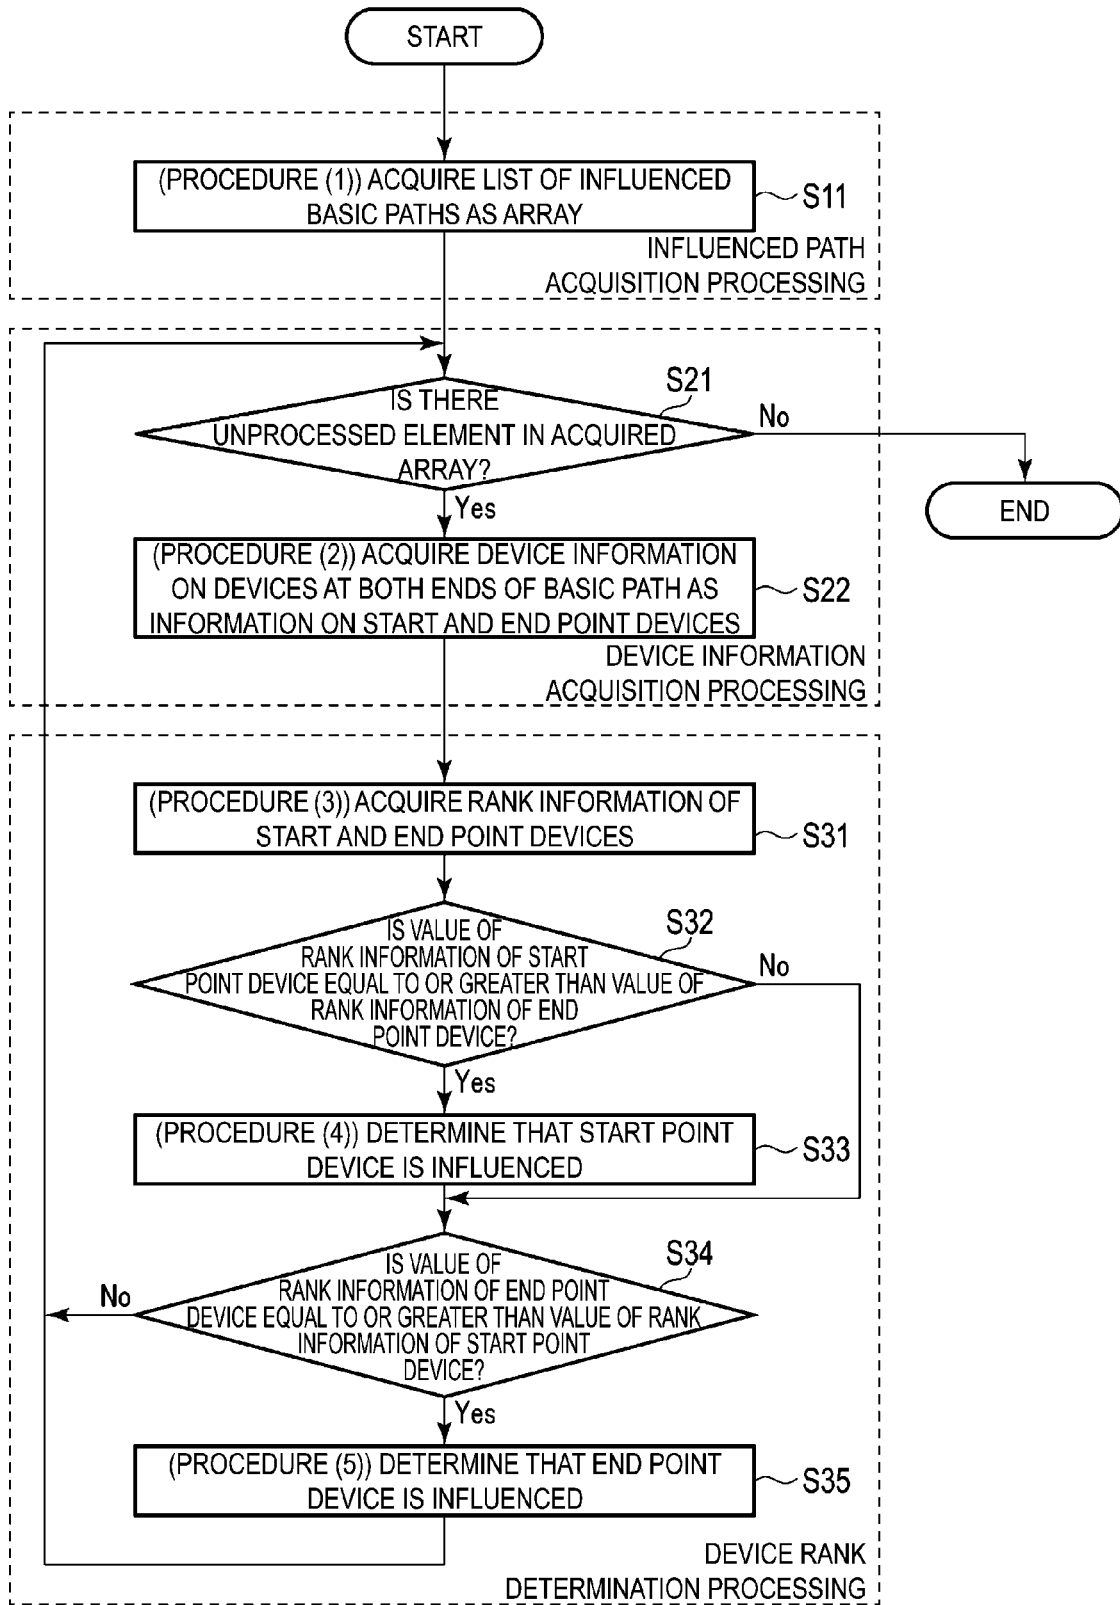 START
(PROCEDURE (1)) ACQUIRE LIST OF INFLUENCED
BASIC PATHS AS ARRAY
S11
INFLUENCED PATH
ACQUISITION PROCESSING
S21
IS THERE
UNPROCESSED ELEMENT IN ACQUIRED
ARRAY?
No
Yes
END
(PROCEDURE (2)) ACQUIRE DEVICE INFORMATION
ON DEVICES AT BOTH ENDS OF BASIC PATH AS
INFORMATION ON START AND END POINT DEVICES
S22
DEVICE INFORMATION
ACQUISITION PROCESSING
(PROCEDURE (3)) ACQUIRE RANK INFORMATION OF
START AND END POINT DEVICES
S31
S32
IS VALUE OF
RANK INFORMATION OF START
POINT DEVICE EQUAL TO OR GREATER THAN VALUE OF
RANK INFORMATION OF END
POINT DEVICE?
No
Yes
(PROCEDURE (4)) DETERMINE THAT START POINT
DEVICE IS INFLUENCED
S33
S34
IS VALUE OF
RANK INFORMATION OF END POINT
DEVICE EQUAL TO OR GREATER THAN VALUE OF RANK
INFORMATION OF START POINT
DEVICE?
No
Yes
(PROCEDURE (5)) DETERMINE THAT END POINT
DEVICE IS INFLUENCED
S35
DEVICE RANK
DETERMINATION PROCESSING